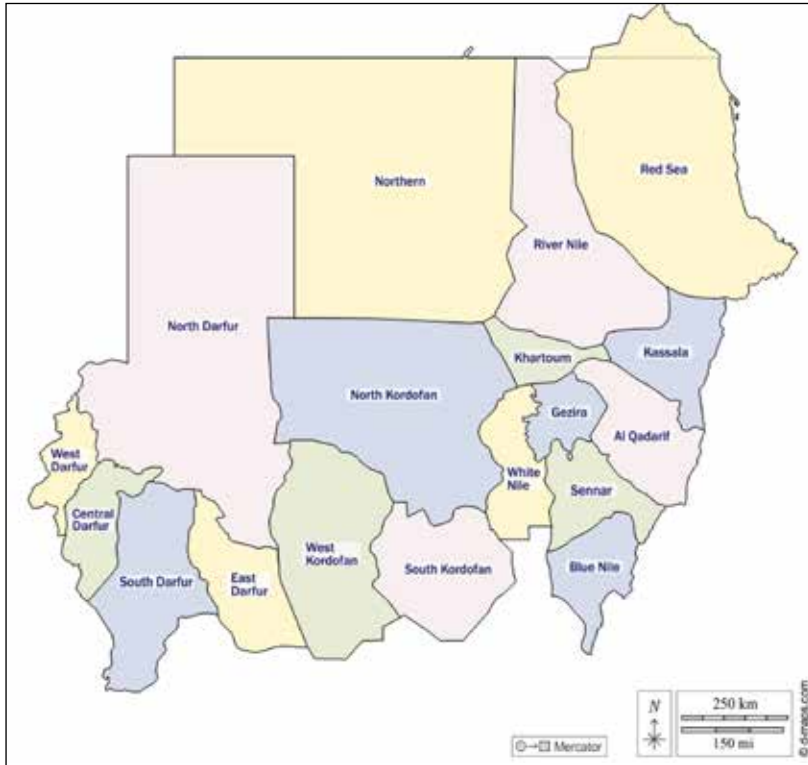 Northern
Red Sea
River Nile
North Darfur
Khartoum
Kassala
North Kordofan
Gezira
Al Qadarif
West
Darfur
White
Nile
Sennar
Central
Darfur
West
Kordofan
South Kordofan
Blue Nile
South Darfur
East
Darfur
N
250 km
150 mi
Mercator
© d-maps.com